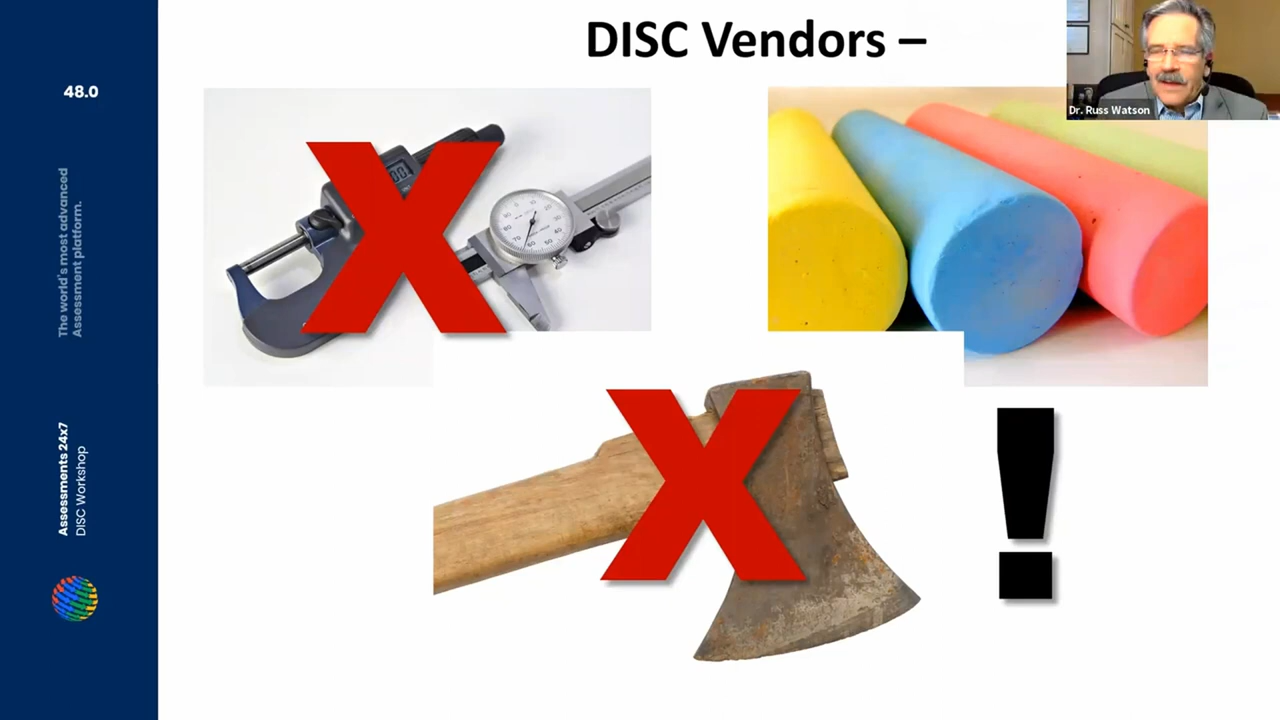 DISC Vendors –
48.0
The world's most advanced
Assessment platform.
Assessments 24x7
DISC Workshop
Dr. Russ Watson
X
X
!